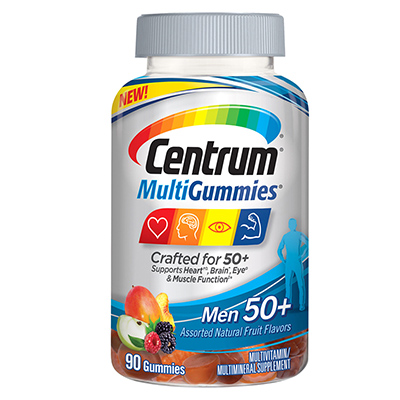 NEW!
Centrum®
MultiGummies®
Crafted for 50+
Supports Heart^††, Brain^*, Eye^‡
& Muscle Function^*
Men 50+
Assorted Natural Fruit Flavors
90 Gummies
MULTIVITAMIN/
MULTIMINERAL SUPPLEMENT